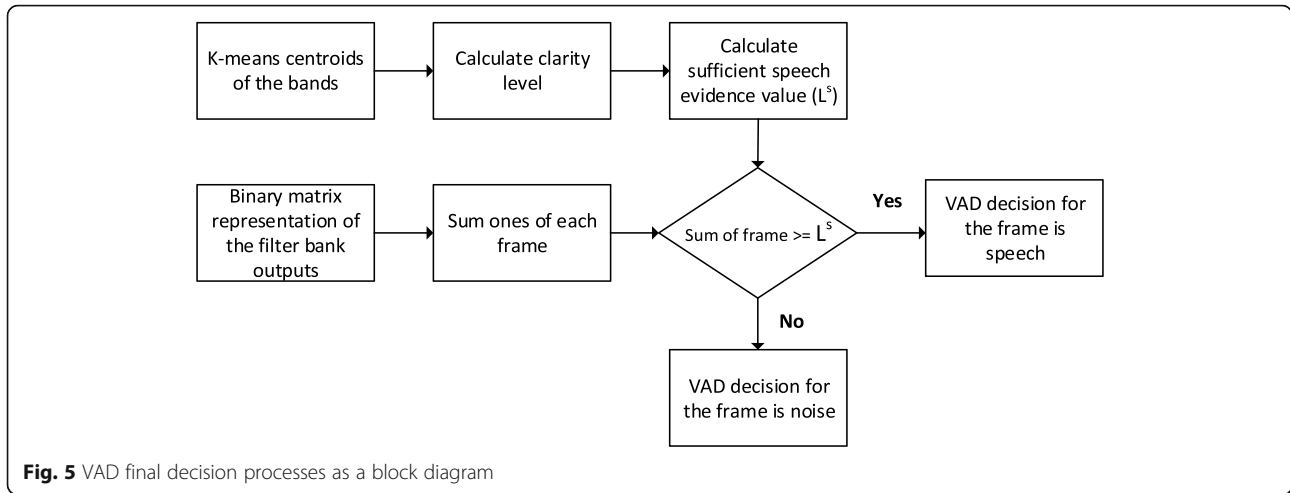 K-means centroids
of the bands
Calculate clarity
level
Calculate
sufficient speech
evidence value (Lˢ)
Binary matrix
representation of
the filter bank
outputs
Sum ones of each
frame
Sum of frame >= Lˢ
Yes
VAD decision for
the frame is
speech
No
VAD decision for
the frame is noise
Fig. 5 VAD final decision processes as a block diagram